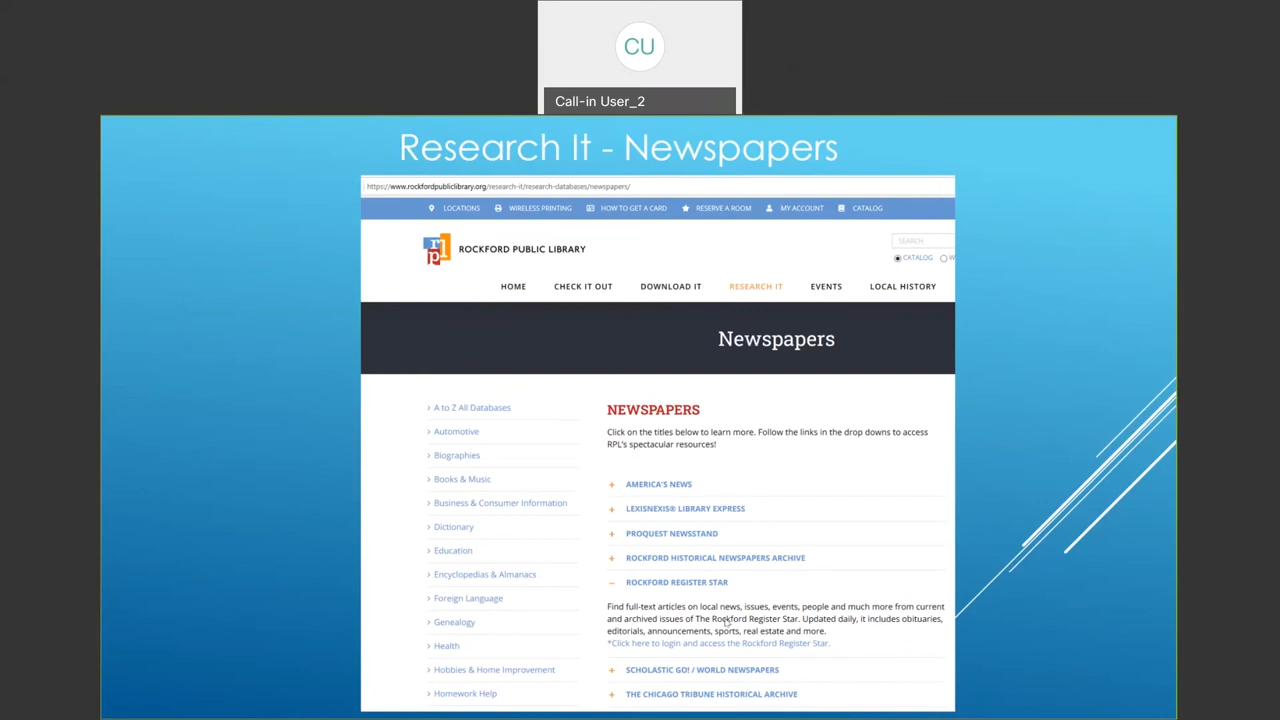 CU
Call-in User_2
Research It - Newspapers
https://www.rockfordpubliclibrary.org/research-it/research-databases/newspapers/
LOCATIONS WIRELESS PRINTING HOW TO GET A CARD RESERVE A ROOM MY ACCOUNT CATALOG
rpl ROCKFORD PUBLIC LIBRARY
SEARCH
CATALOG W
HOME CHECK IT OUT DOWNLOAD IT RESEARCH IT EVENTS LOCAL HISTORY
Newspapers
A to Z All Databases
Automotive
Biographies
Books & Music
Business & Consumer Information
Dictionary
Education
Encyclopedias & Almanacs
Foreign Language
Genealogy
Health
Hobbies & Home Improvement
Homework Help
NEWSPAPERS
Click on the titles below to learn more. Follow the links in the drop downs to access
RPL's spectacular resources!
+ AMERICA'S NEWS
+ LEXISNEXIS® LIBRARY EXPRESS
+ PROQUEST NEWSSTAND
+ ROCKFORD HISTORICAL NEWSPAPERS ARCHIVE
− ROCKFORD REGISTER STAR
Find full-text articles on local news, issues, events, people and much more from current
and archived issues of The Rockford Register Star. Updated daily, it includes obituaries,
editorials, announcements, sports, real estate and more.
*Click here to login and access the Rockford Register Star.
+ SCHOLASTIC GO! / WORLD NEWSPAPERS
+ THE CHICAGO TRIBUNE HISTORICAL ARCHIVE